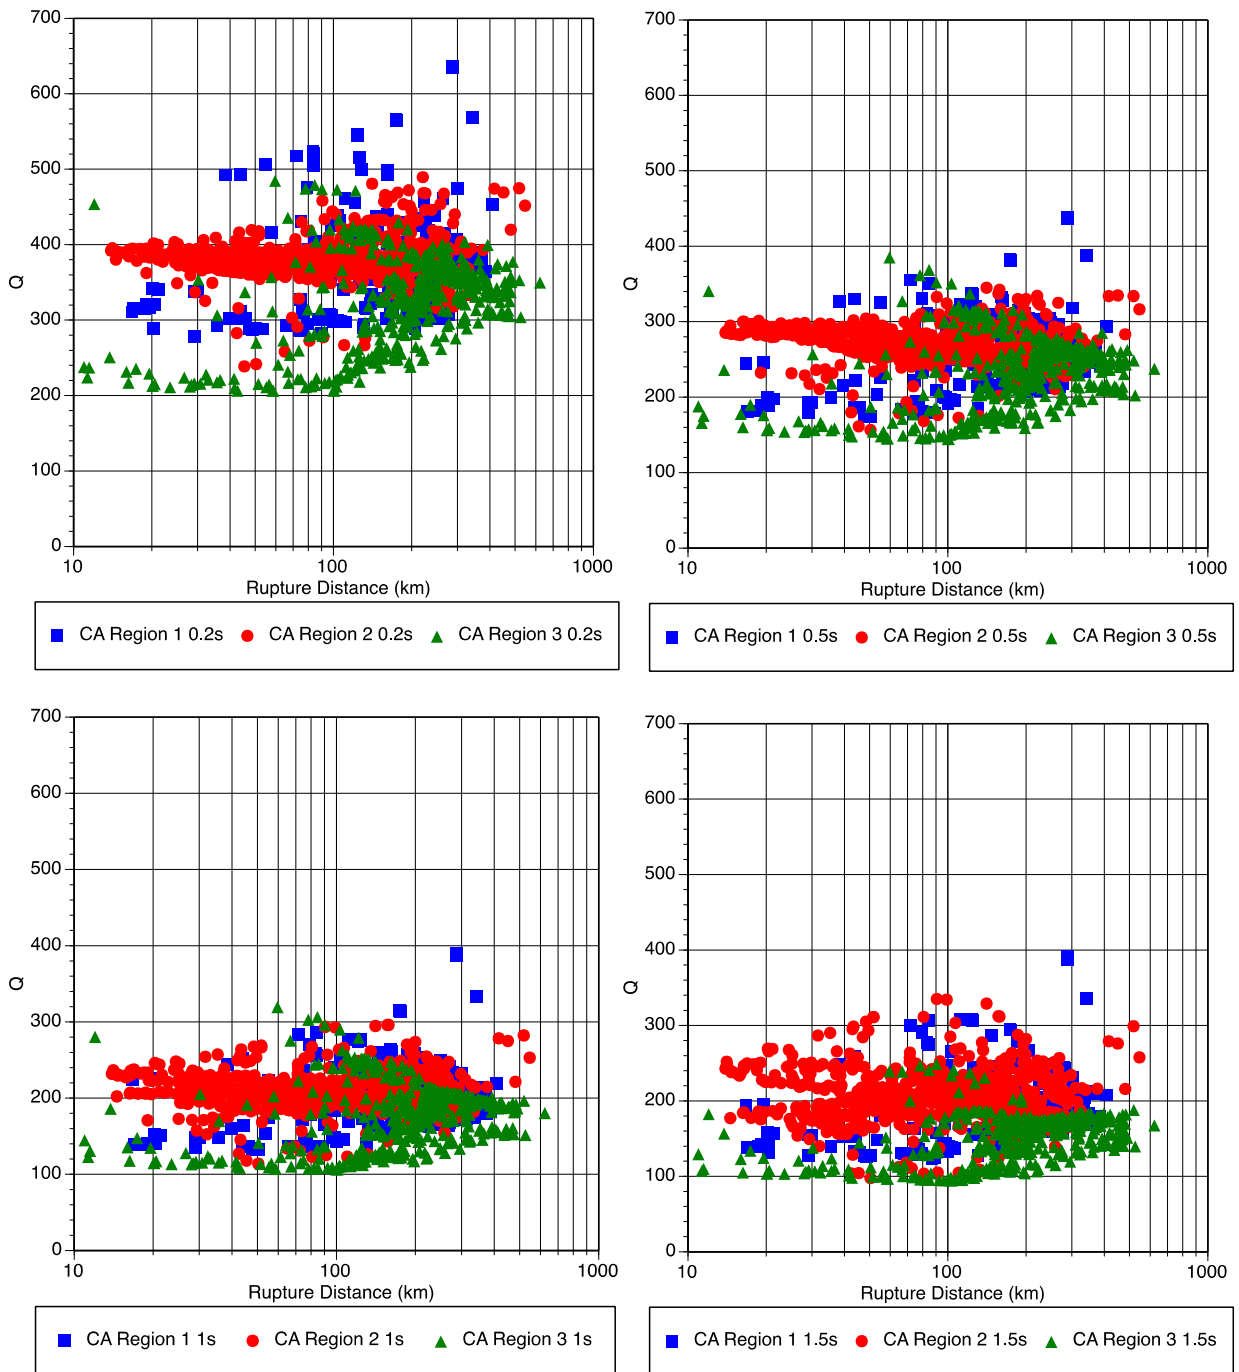 700
600
500
400
300
200
100
0
Q
10
100
1000
Rupture Distance (km)
CA Region 1 0.2s
CA Region 2 0.2s
CA Region 3 0.2s
700
600
500
400
300
200
100
0
Q
10
100
1000
Rupture Distance (km)
CA Region 1 0.5s
CA Region 2 0.5s
CA Region 3 0.5s
700
600
500
400
300
200
100
0
Q
10
100
1000
Rupture Distance (km)
CA Region 1 1s
CA Region 2 1s
CA Region 3 1s
700
600
500
400
300
200
100
0
Q
10
100
1000
Rupture Distance (km)
CA Region 1 1.5s
CA Region 2 1.5s
CA Region 3 1.5s